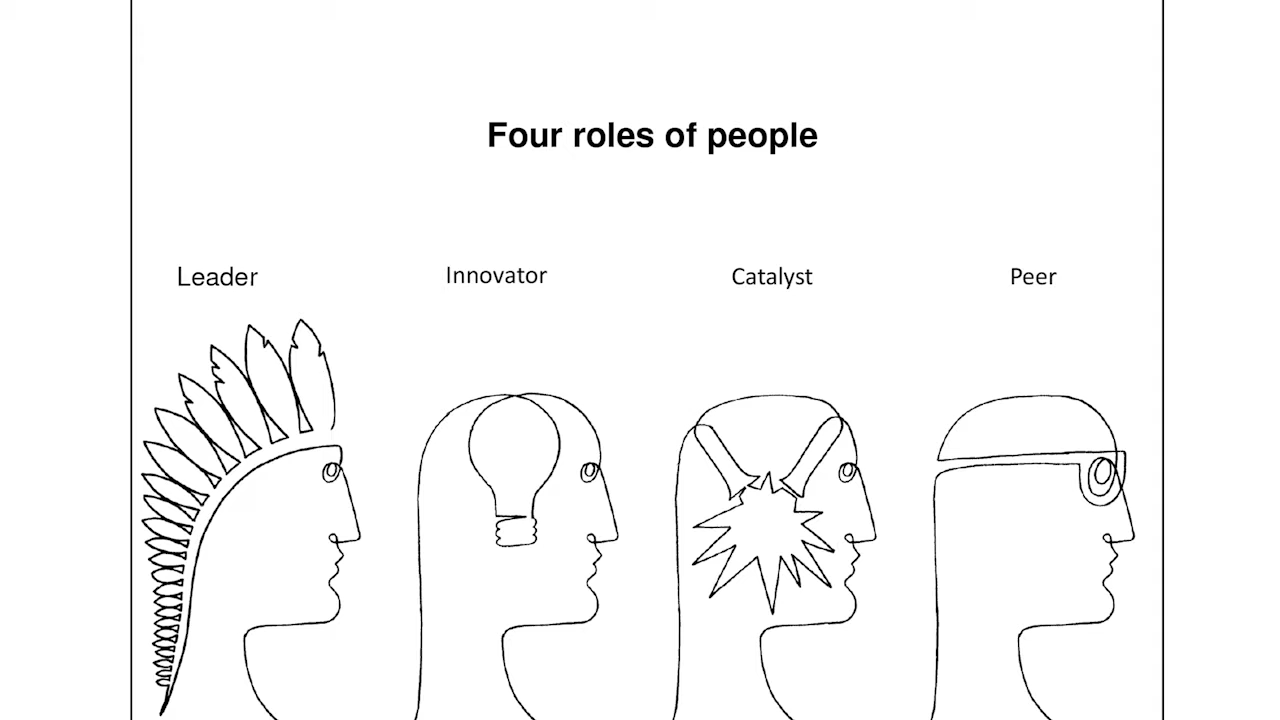 Four roles of people
Leader
Innovator
Catalyst
Peer